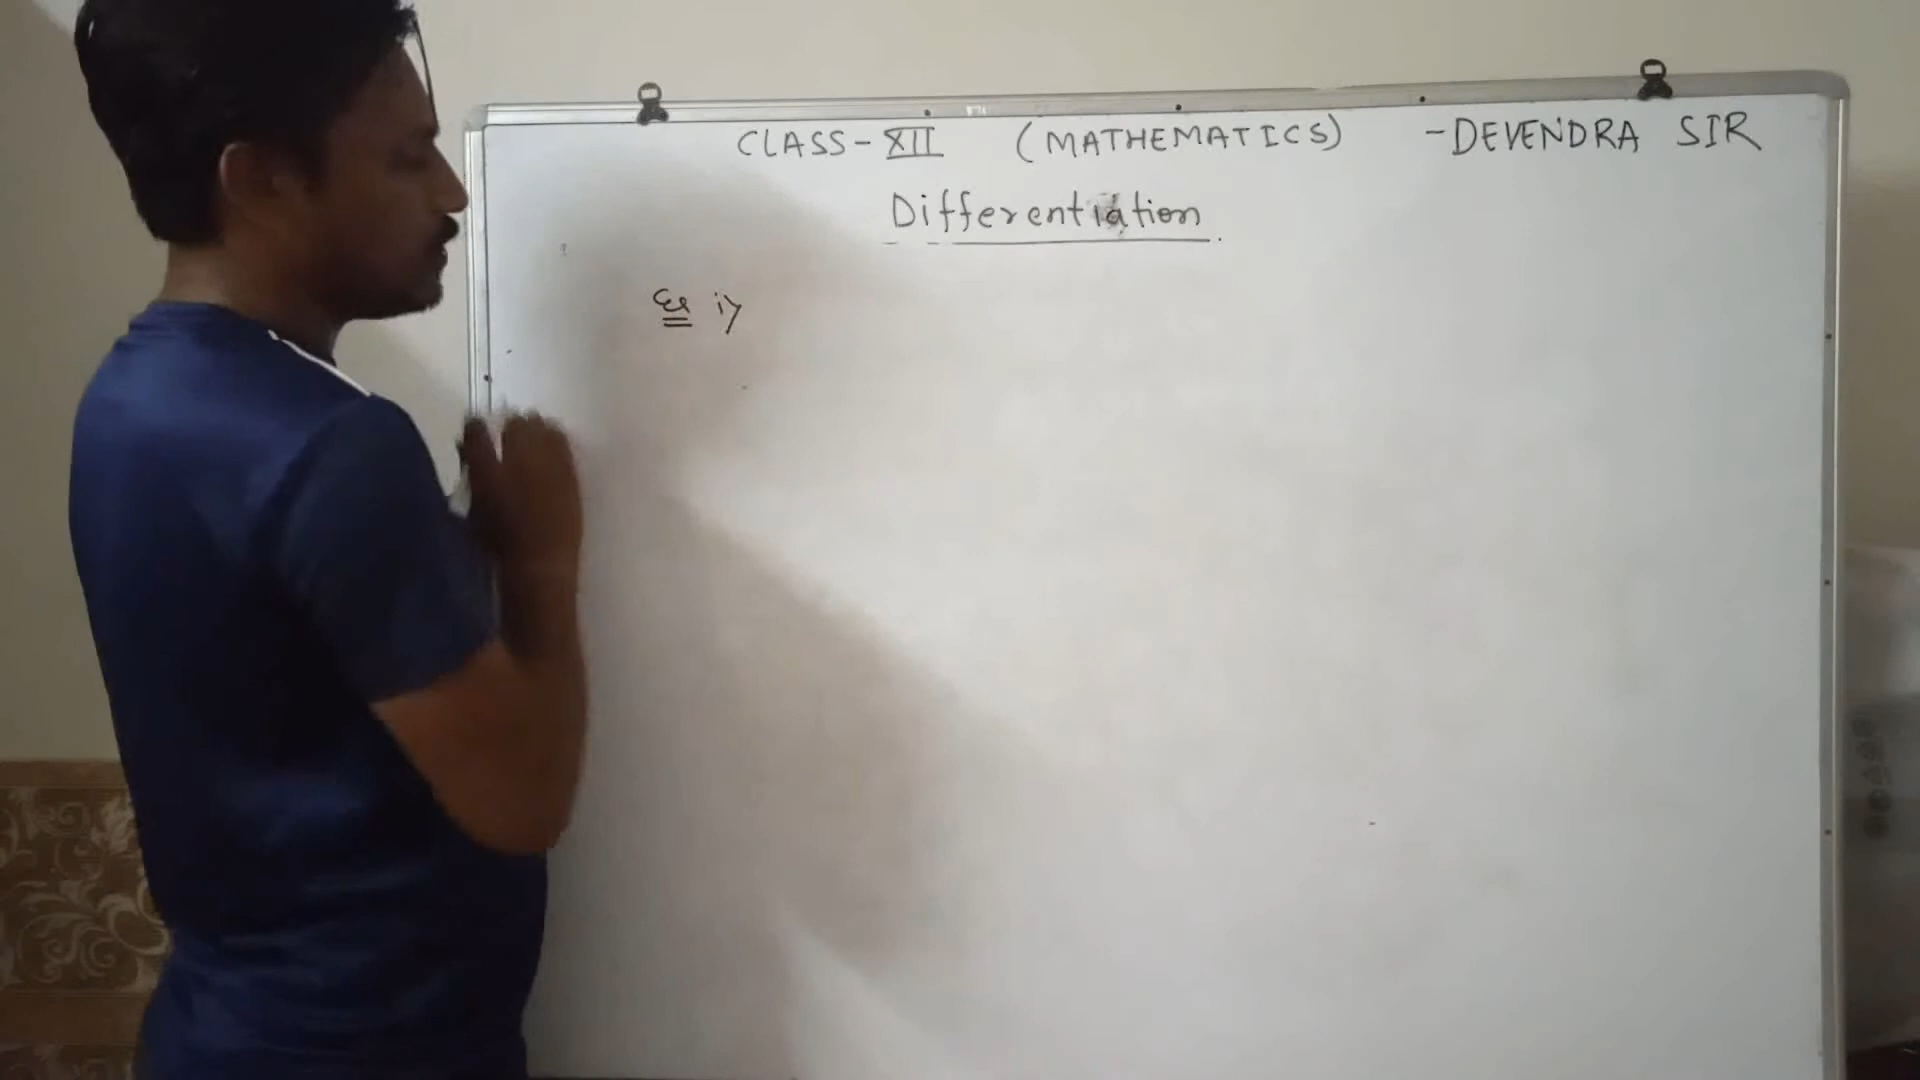 CLASS-XII (MATHEMATICS) -DEVENDRA SIR
Differentiation
Ex i)